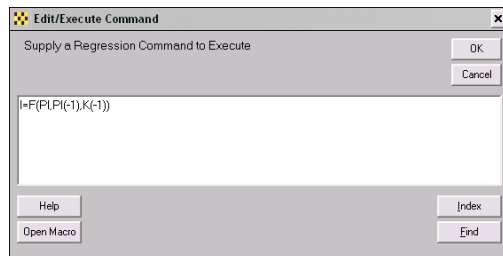 Edit/Execute Command
Supply a Regression Command to Execute
OK
Cancel
I=F(PI,PI(-1),K(-1))
Help
Index
Open Macro
Find